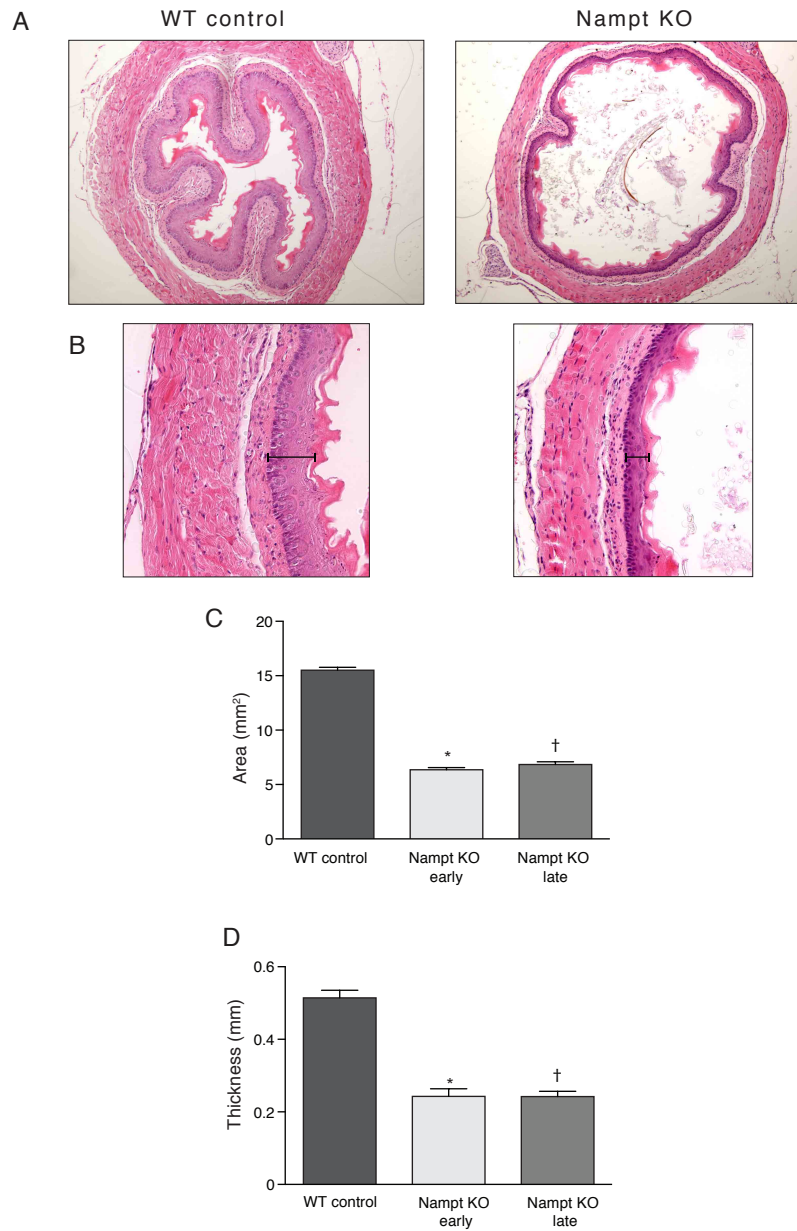 A
WT control
Nampt KO
B
C
20
15
10
5
0
Area (mm²)
*
†
WT control
Nampt KO
early
Nampt KO
late
D
0.6
0.4
0.2
0
Thickness (mm)
*
†
WT control
Nampt KO
early
Nampt KO
late